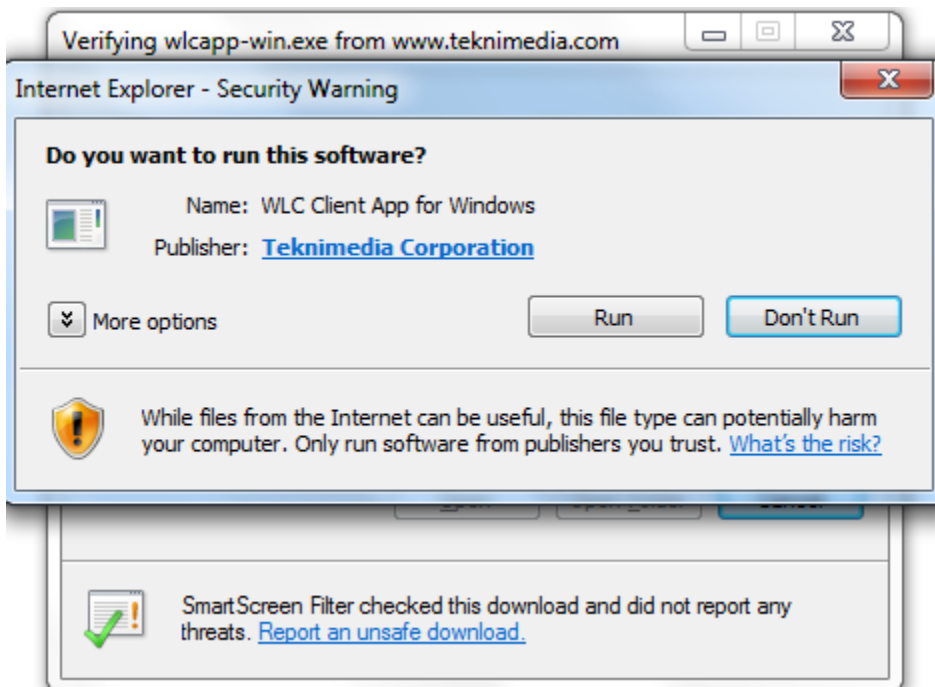 Verifying wlcapp-win.exe from www.teknimedia.com
Internet Explorer - Security Warning
Do you want to run this software?
Name: WLC Client App for Windows
Publisher: Teknimedia Corporation
More options
Run
Don't Run
While files from the Internet can be useful, this file type can potentially harm
your computer. Only run software from publishers you trust. What's the risk?
SmartScreen Filter checked this download and did not report any
threats. Report an unsafe download.